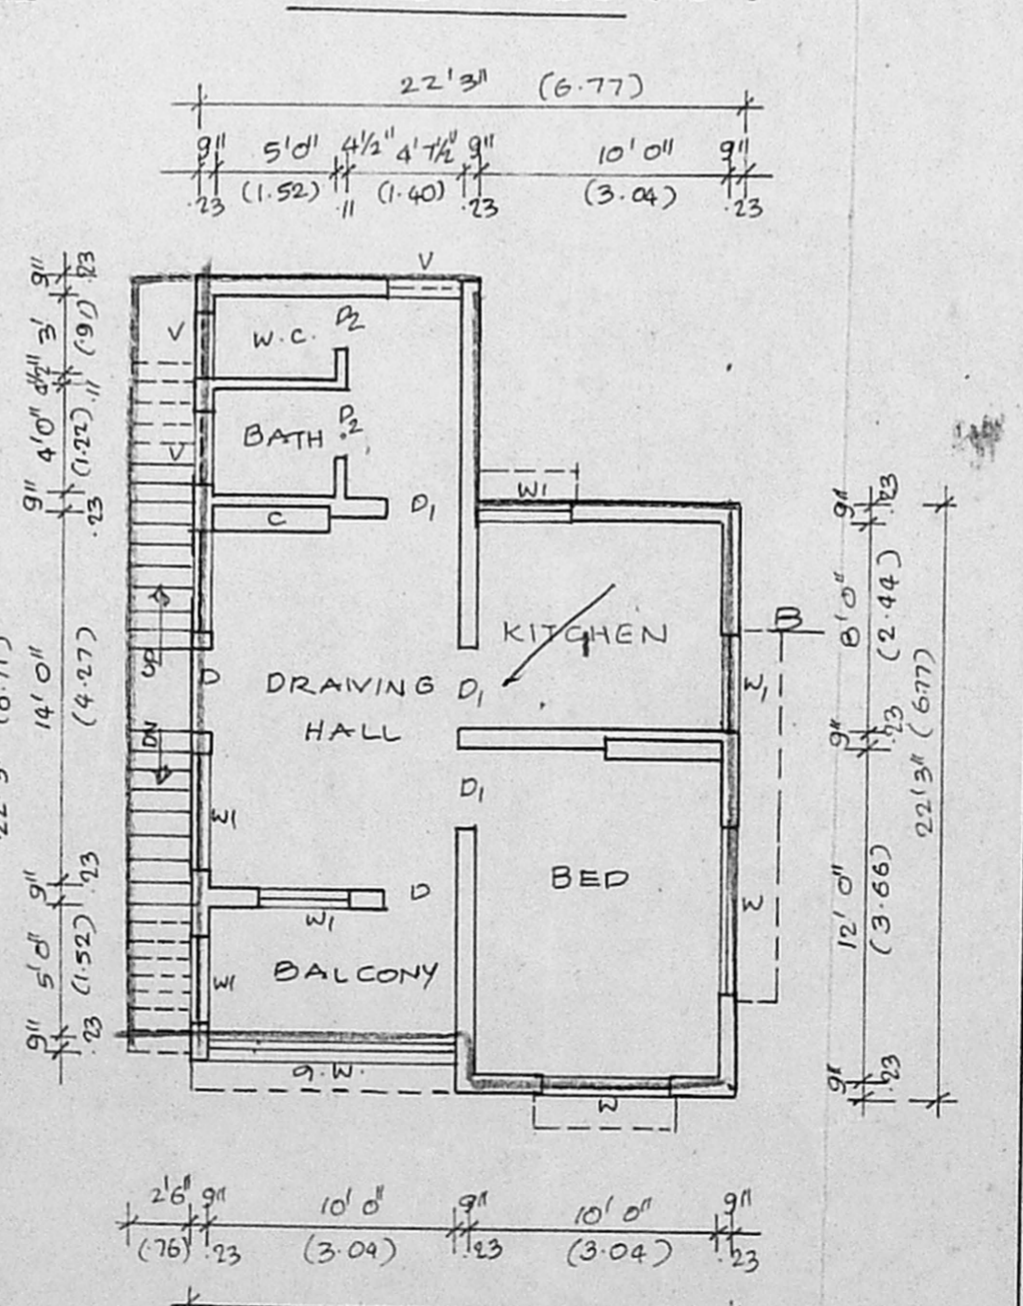 22'3" (6.77)
9" 5'0" 4½" 4'7½" 9" 10'0" 9"
.23 (1.52) .11 (1.40) .23 (3.04) .23
V
9" .23
3' (.91)
4½" .11
4'0" (1.22)
9" .23
14'0" (4.27)
9" .23
5'0" (1.52)
9" .23
V
W.C. D2
BATH D2
V
C D1
W1
KITCHEN
B
UP D DRAWING D1 W1
HALL
DN
D1
W1
BED
D
W1
W
BALCONY
W1
G.W.
W
9" .23
8'0" (2.44)
9" .23
22'3" (677)
12'0" (3.66)
9" .23
2'6" 9" 10'0" 9" 10'0" 9"
(.76) .23 (3.04) .23 (3.04) .23